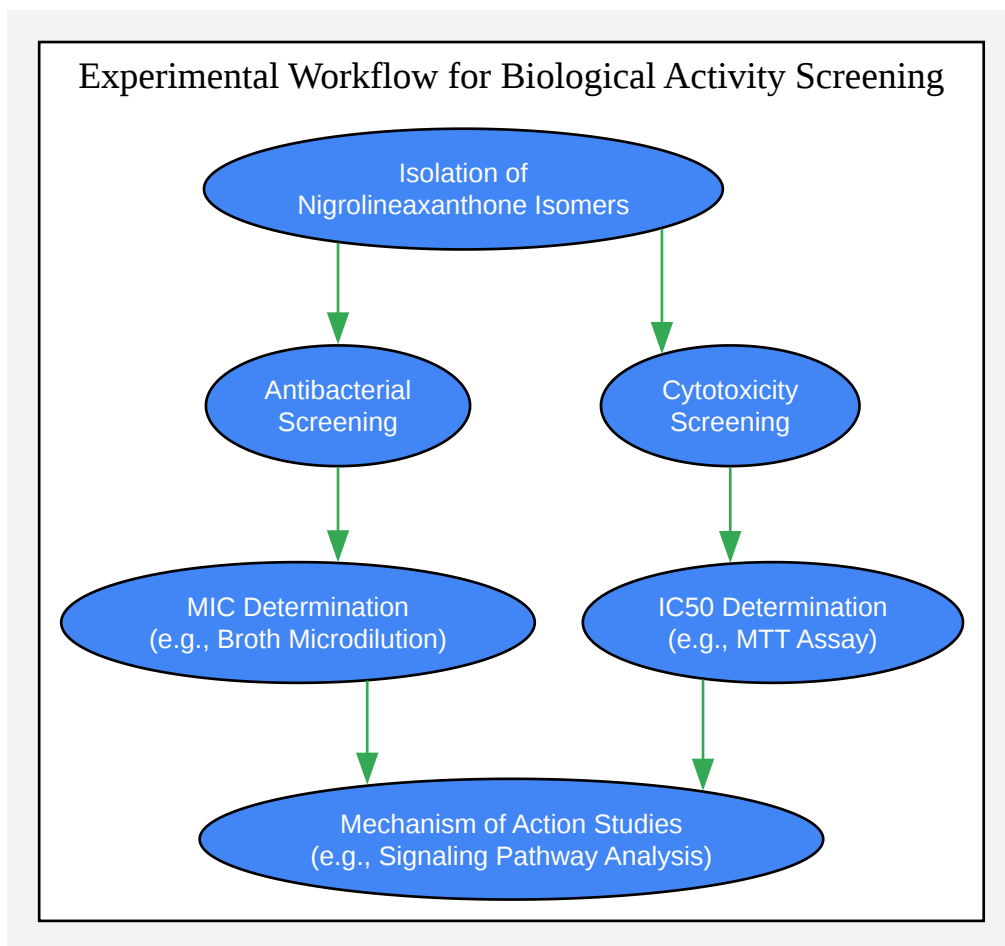 Experimental Workflow for Biological Activity Screening
Isolation of
Nigrolineaxanthone Isomers
Antibacterial
Screening
Cytotoxicity
Screening
MIC Determination
(e.g., Broth Microdilution)
IC50 Determination
(e.g., MTT Assay)
Mechanism of Action Studies
(e.g., Signaling Pathway Analysis)